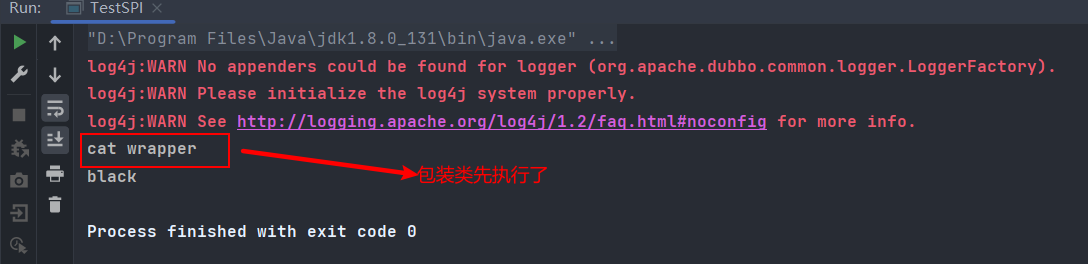 Run: TestSPI
"D:\Program Files\Java\jdk1.8.0_131\bin\java.exe" ...
log4j:WARN No appenders could be found for logger (org.apache.dubbo.common.logger.LoggerFactory).
log4j:WARN Please initialize the log4j system properly.
log4j:WARN See http://logging.apache.org/log4j/1.2/faq.html#noconfig for more info.
cat wrapper
包装类先执行了
black
Process finished with exit code 0